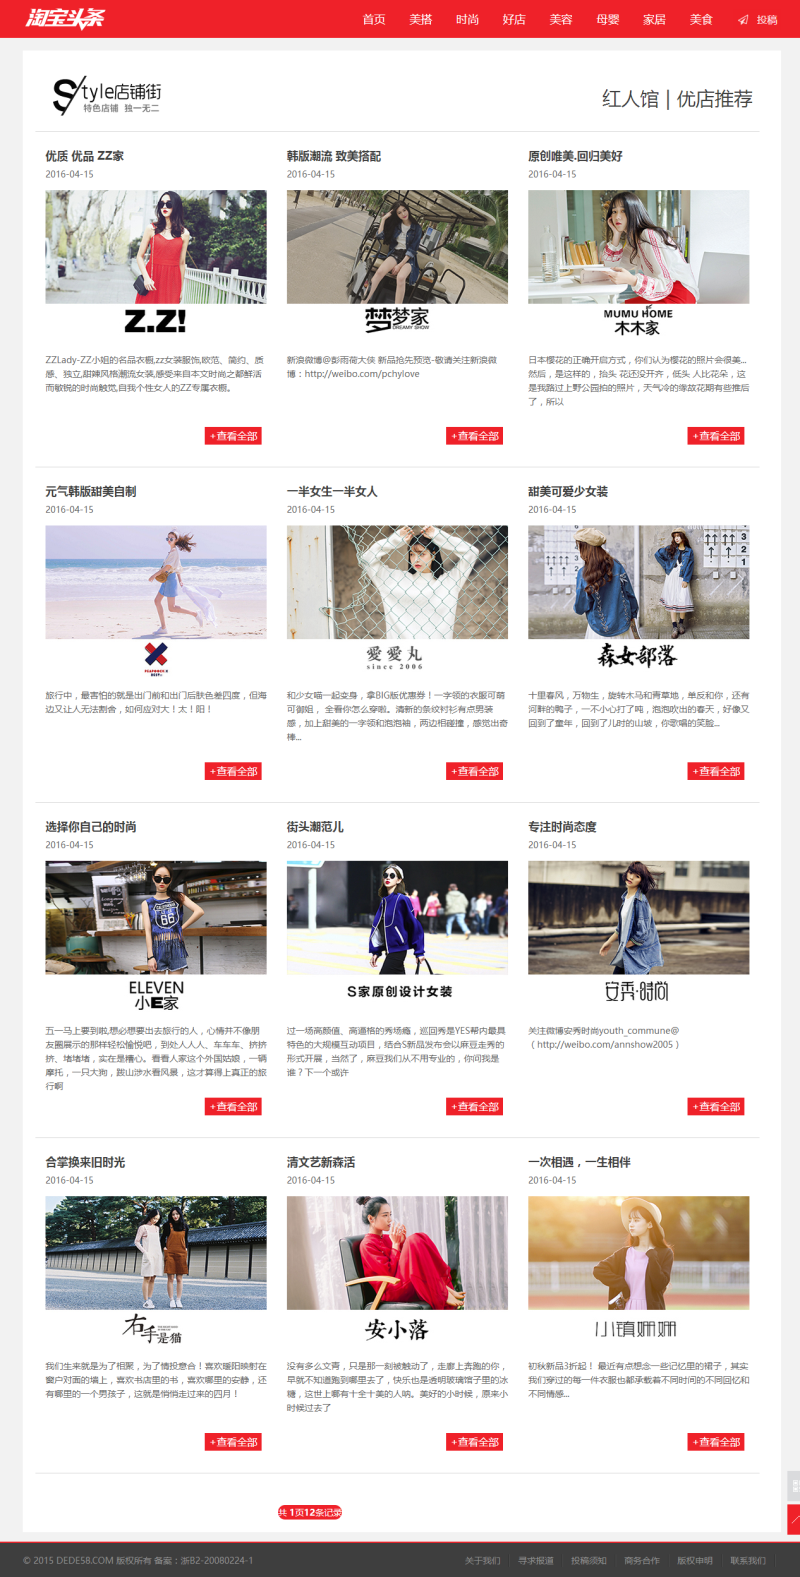 淘宝头条
首页 美搭 时尚 好店 美容 母婴 家居 美食 投稿
Style店铺街
特色店铺 独一无二
红人馆 | 优店推荐
优质 优品 ZZ家
2016-04-15
Z.Z!
ZZLady-ZZ小姐的名品衣橱,zz女装服饰,欧范、简约、质
感、独立,甜辣风格潮流女装,感受来自本文时尚之都鲜活
而敏锐的时尚触觉,自我个性女人的ZZ专属衣橱。
+查看全部
韩版潮流 致美搭配
2016-04-15
梦梦家
DREAMY SHOW
新浪微博@彭雨荷大侠 新品抢先预览-敬请关注新浪微
博：http://weibo.com/pchylove
+查看全部
原创唯美.回归美好
2016-04-15
MUMU HOME
木木家
日本樱花的正确开启方式，你们认为樱花的照片会很美...
然后，是这样的，抬头 花还没开齐，低头 人比花朵，这
是我路过上野公园拍的照片，天气冷的缘故花期有些推后
了，所以
+查看全部
元气韩版甜美自制
2016-04-15
旅行中，最害怕的就是出门前和出门后肤色差四度，但海
边又让人无法割舍，如何应对大！太！阳！
+查看全部
一半女生一半女人
2016-04-15
愛愛丸
since 2006
和少女喵一起变身，拿BIG版优惠券！一字领的衣服可萌
可御姐， 全看你怎么穿啦。清新的条纹衬衫有点男装
感，加上甜美的一字领和泡泡袖，两边相碰撞，感觉出奇
棒...
+查看全部
甜美可爱少女装
2016-04-15
森女部落
十里春风，万物生，旋转木马和青草地，单反和你，还有
河畔的鸭子，一不小心打了吨，泡泡吹出的春天，好像又
回到了童年，回到了儿时的山坡，你歌唱的笑脸...
+查看全部
选择你自己的时尚
2016-04-15
ELEVEN
小E家
五一马上要到啦,想必想要出去旅行的人，心情并不像朋
友圈展示的那样轻松愉悦吧，到处人人人、车车车、挤挤
挤、堵堵堵，实在是糟心。看看人家这个外国姑娘，一辆
摩托，一只大狗，跋山涉水看风景，这才算得上真正的旅
行啊
+查看全部
街头潮范儿
2016-04-15
S家原创设计女装
过一场高颜值、高逼格的秀场瘾，巡回秀是YES帮内最具
特色的大规模互动项目，结合S新品发布会以麻豆走秀的
形式开展，当然了，麻豆我们从不用专业的，你问我是
谁？下一个或许
+查看全部
专注时尚态度
2016-04-15
安秀·时尚
关注微博安秀时尚youth_commune@
（http://weibo.com/annshow2005）
+查看全部
合掌换来旧时光
2016-04-15
右手是猫
我们生来就是为了相聚，为了情投意合！喜欢暖阳映射在
窗户对面的墙上，喜欢书店里的书，喜欢哪里的安静，还
有哪里的一个男孩子，这就是悄悄走过来的四月！
+查看全部
清文艺新森活
2016-04-15
安小落
没有多么文青，只是那一刻被触动了，走廊上奔跑的你，
早就不知道跑到哪里去了，快乐也是透明玻璃馆子里的冰
糖，这世上哪有十全十美的人呐。美好的小时候，原来小
时候过去了
+查看全部
一次相遇，一生相伴
2016-04-15
小镇姗姗
初秋新品3折起！ 最近有点想念一些记忆里的裙子，其实
我们穿过的每一件衣服也都承载着不同时间的不同回忆和
不同情感...
+查看全部
共 1页12条记录
© 2015 DEDE58.COM 版权所有 备案：浙B2-20080224-1
关于我们 寻求报道 投稿须知 商务合作 版权申明 联系我们